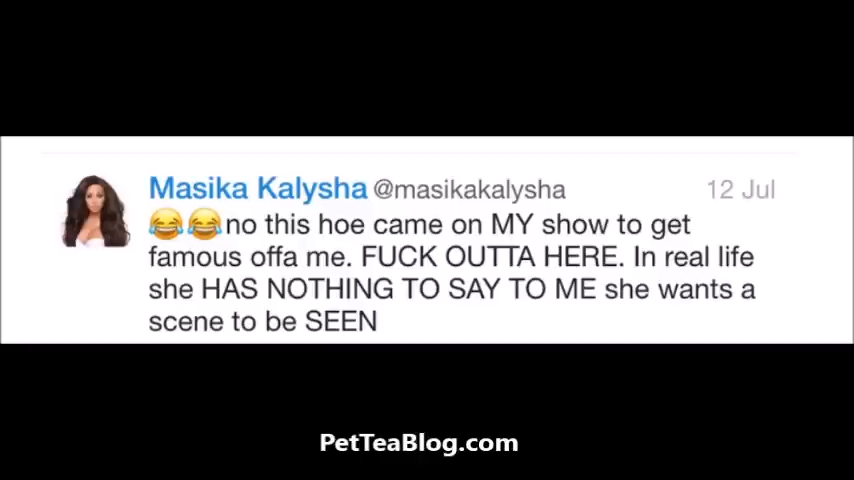 Masika Kalysha @masikakalysha 12 Jul
😂😂no this hoe came on MY show to get
famous offa me. FUCK OUTTA HERE. In real life
she HAS NOTHING TO SAY TO ME she wants a
scene to be SEEN
PetTeaBlog.com